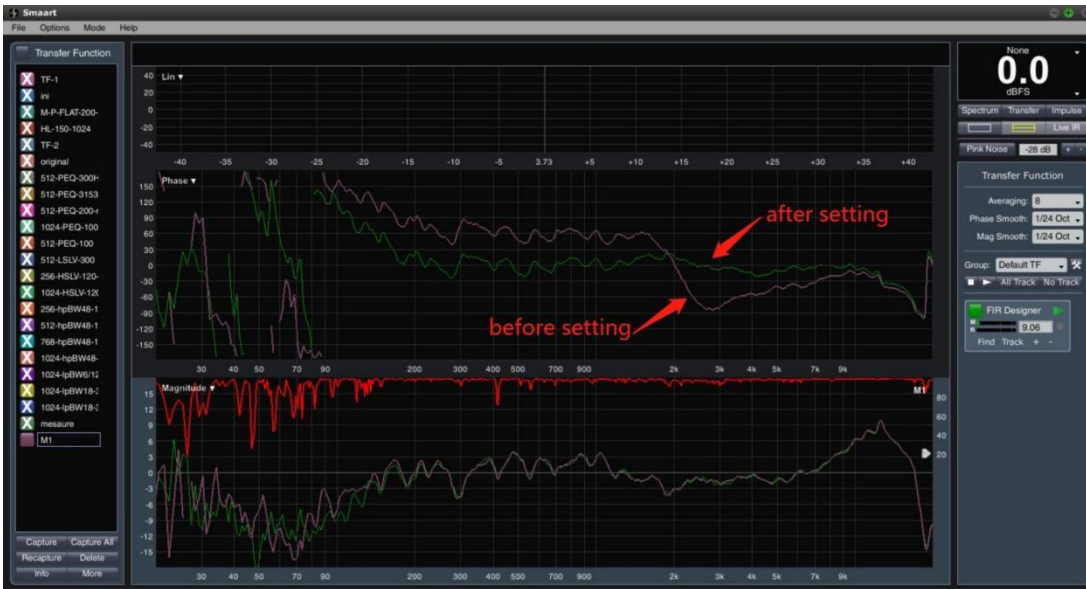 Smaart
File Options Mode Help
Transfer Function
TF-1
ini
M-P-FLAT-200-
HL-150-1024
TF-2
original
512-PEQ-300H
512-PEQ-3153
512-PEQ-200-r
1024-PEQ-100
512-PEQ-100
512-LSLV-300
256-HSLV-120-
1024-HSLV-120
256-hpBW48-1
512-hpBW48-1
768-hpBW48-1
1024-hpBW48-
1024-lpBW6/12
1024-lpBW18-3
1024-lpBW18-3
mesaure
M1
Capture Capture All
Recapture Delete
Info More
Lin
40
20
0
-20
-40
-40 -35 -30 -25 -20 -15 -10 -5 3.73 +5 +10 +15 +20 +25 +30 +35 +40
Phase
150
120
90
60
30
0
-30
-60
-90
-120
-150
after setting
before setting
30 40 50 70 90 200 300 400 500 700 900 2k 3k 4k 5k 7k 9k
Magnitude
M1
15
12
9
6
3
0
-3
-6
-9
-12
-15
80
60
40
20
30 40 50 70 90 200 300 400 500 700 900 2k 3k 4k 5k 7k 9k
None
0.0
dBFS
Spectrum Transfer Impulse
Live IR
Pink Noise -28 dB + -
Transfer Function
Averaging: 8
Phase Smooth: 1/24 Oct
Mag Smooth: 1/24 Oct
Group: Default TF
All Track No Track
FIR Designer
M
R
9.06
Find Track + -